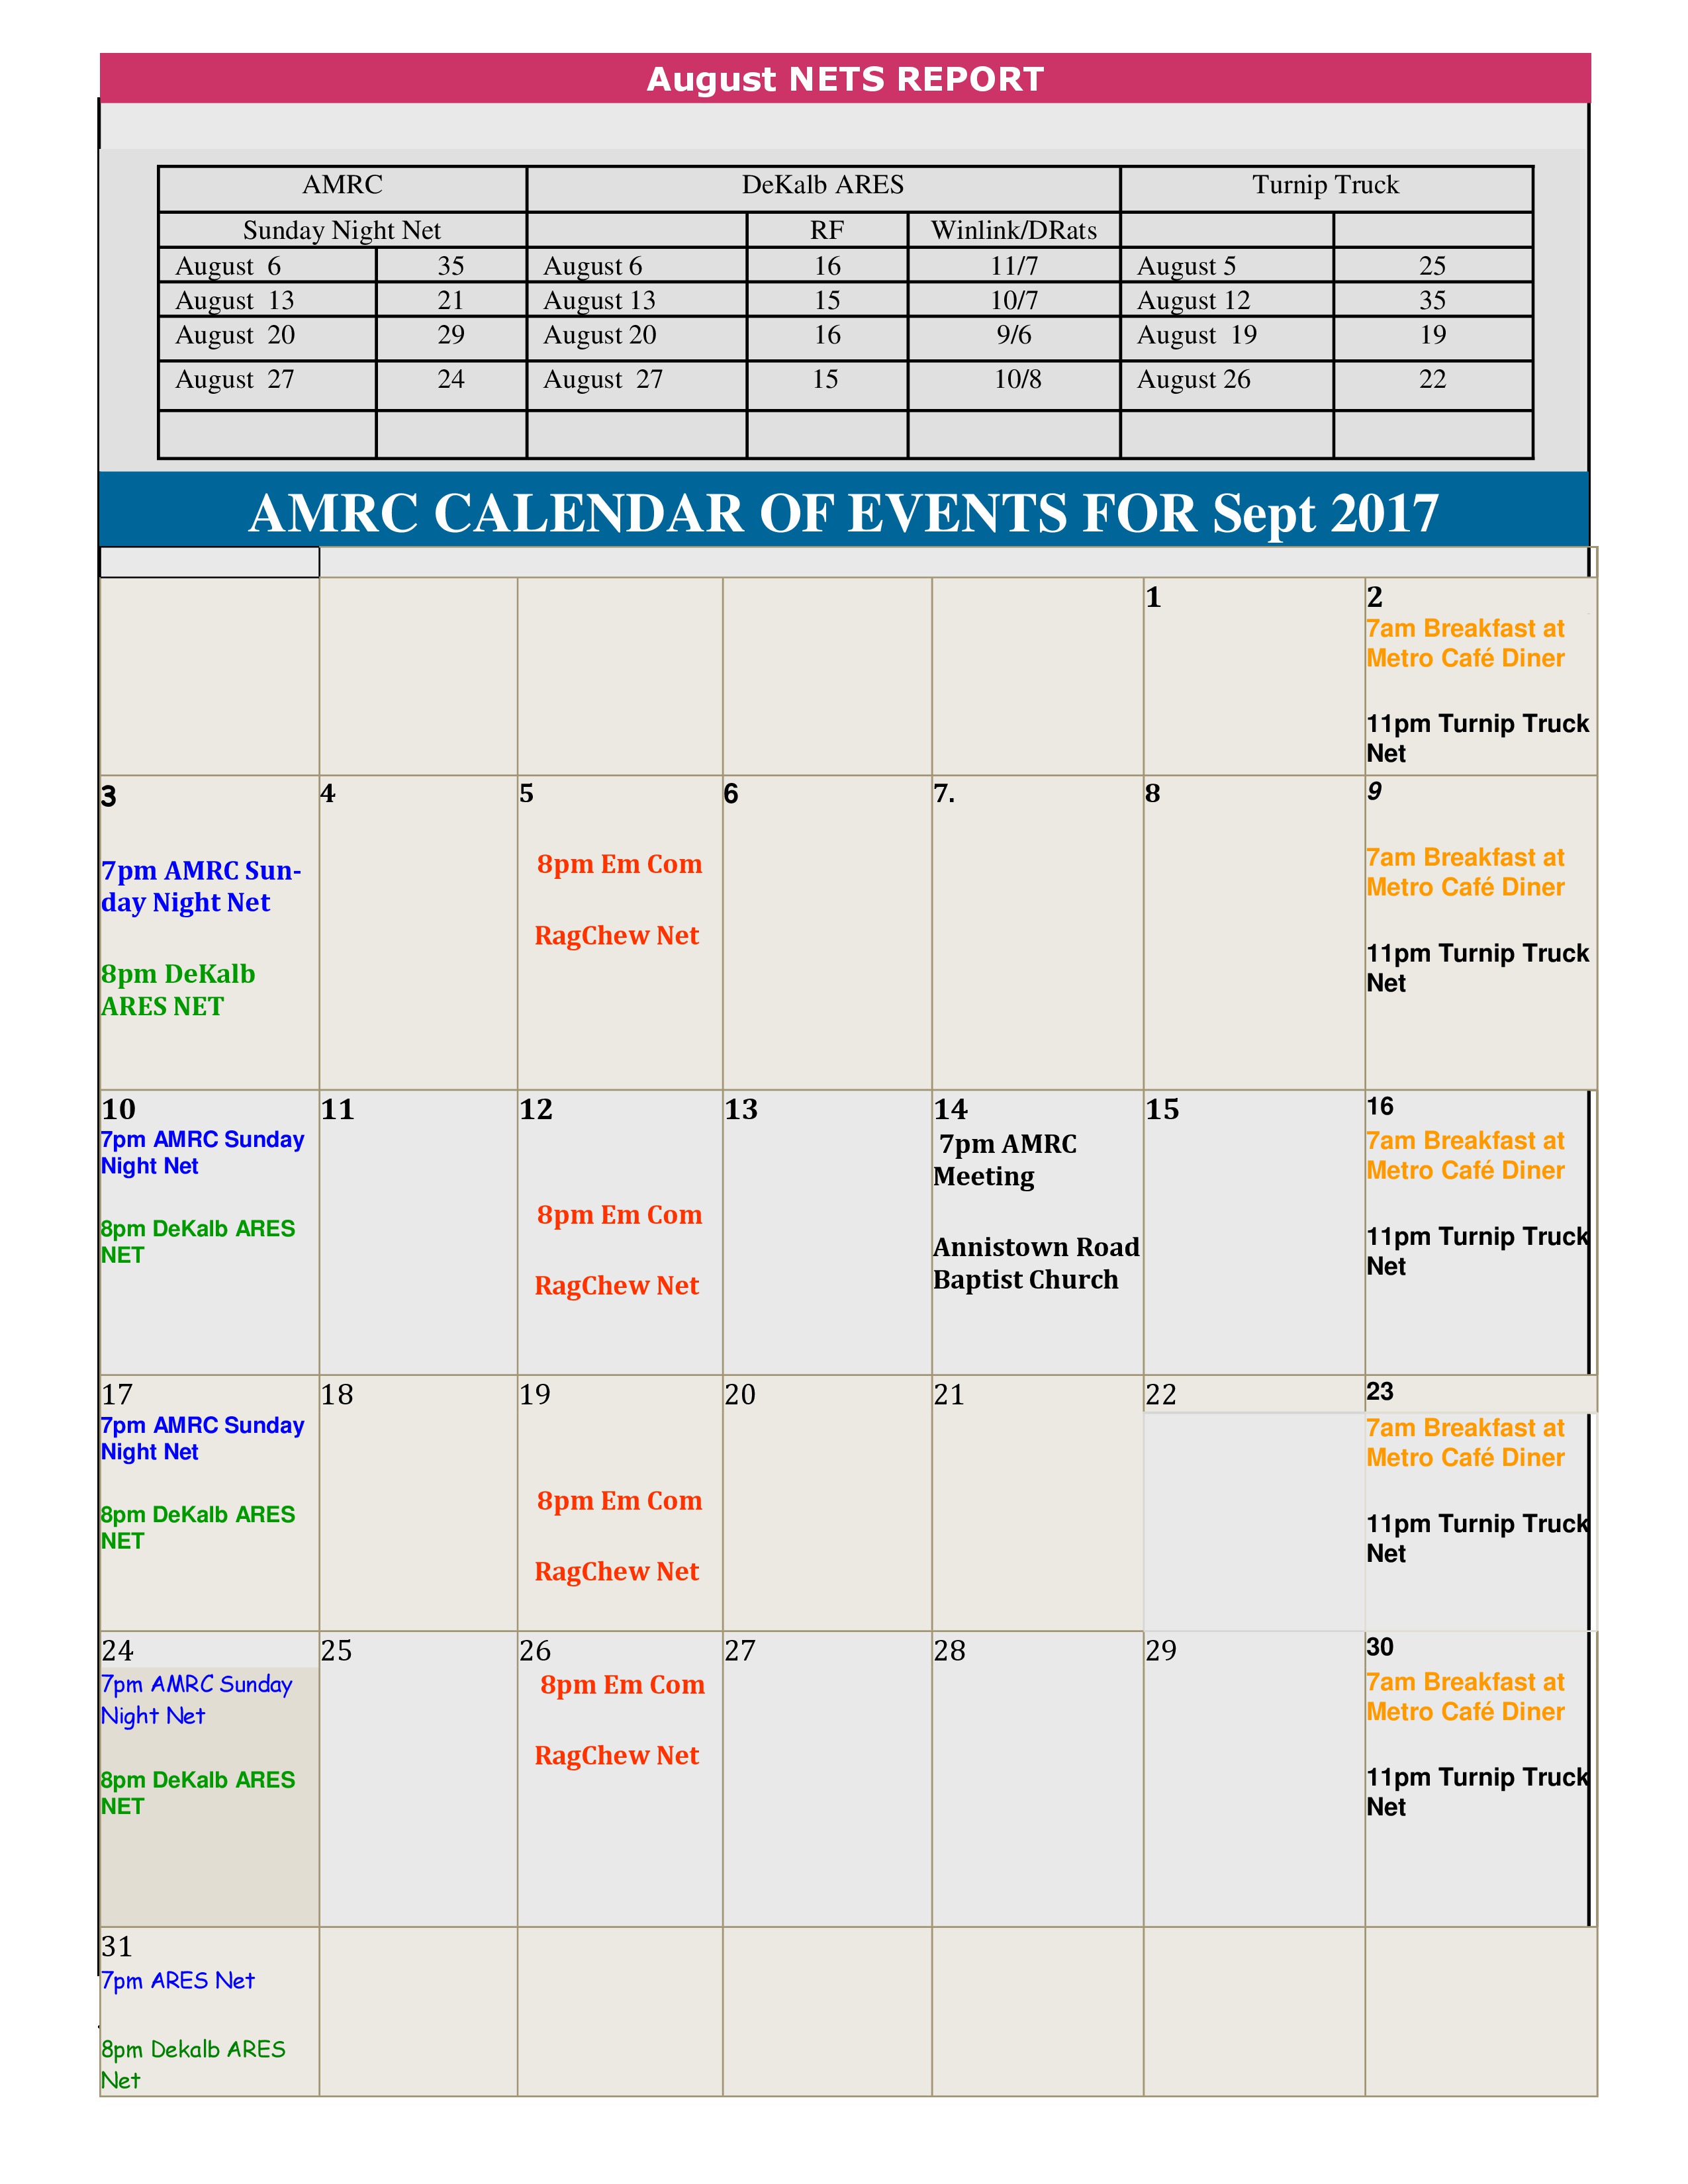 August NETS REPORT
AMRC DeKalb ARES Turnip Truck
Sunday Night Net RF Winlink/DRats
August 6 35 August 6 16 11/7 August 5 25
August 13 21 August 13 15 10/7 August 12 35
August 20 29 August 20 16 9/6 August 19 19
August 27 24 August 27 15 10/8 August 26 22
AMRC CALENDAR OF EVENTS FOR Sept 2017
1
2
7am Breakfast at
Metro Café Diner
11pm Turnip Truck
Net
3
7pm AMRC Sun-
day Night Net
8pm DeKalb
ARES NET
4
5
8pm Em Com
RagChew Net
6
7.
8
9
7am Breakfast at
Metro Café Diner
11pm Turnip Truck
Net
10
7pm AMRC Sunday
Night Net
8pm DeKalb ARES
NET
11
12
8pm Em Com
RagChew Net
13
14
7pm AMRC
Meeting
Annistown Road
Baptist Church
15
16
7am Breakfast at
Metro Café Diner
11pm Turnip Truck
Net
17
7pm AMRC Sunday
Night Net
8pm DeKalb ARES
NET
18
19
8pm Em Com
RagChew Net
20
21
22
23
7am Breakfast at
Metro Café Diner
11pm Turnip Truck
Net
24
7pm AMRC Sunday
Night Net
8pm DeKalb ARES
NET
25
26
8pm Em Com
RagChew Net
27
28
29
30
7am Breakfast at
Metro Café Diner
11pm Turnip Truck
Net
31
7pm ARES Net
8pm Dekalb ARES
Net